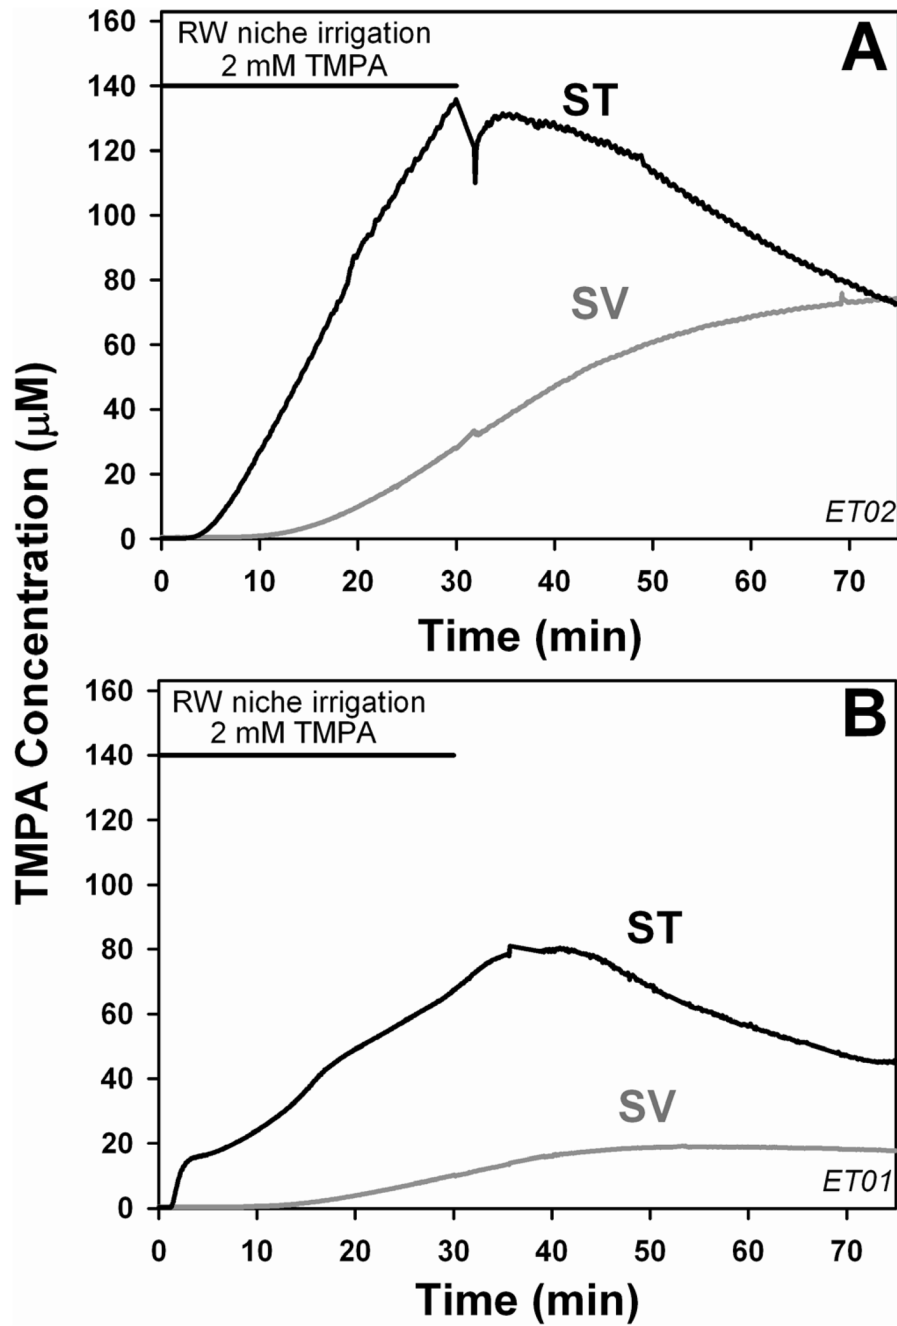 TMPA Concentration (μM)
RW niche irrigation
2 mM TMPA
A
ST
SV
ET02
160
140
120
100
80
60
40
20
0
0 10 20 30 40 50 60 70
Time (min)
RW niche irrigation
2 mM TMPA
B
ST
SV
ET01
160
140
120
100
80
60
40
20
0
0 10 20 30 40 50 60 70
Time (min)